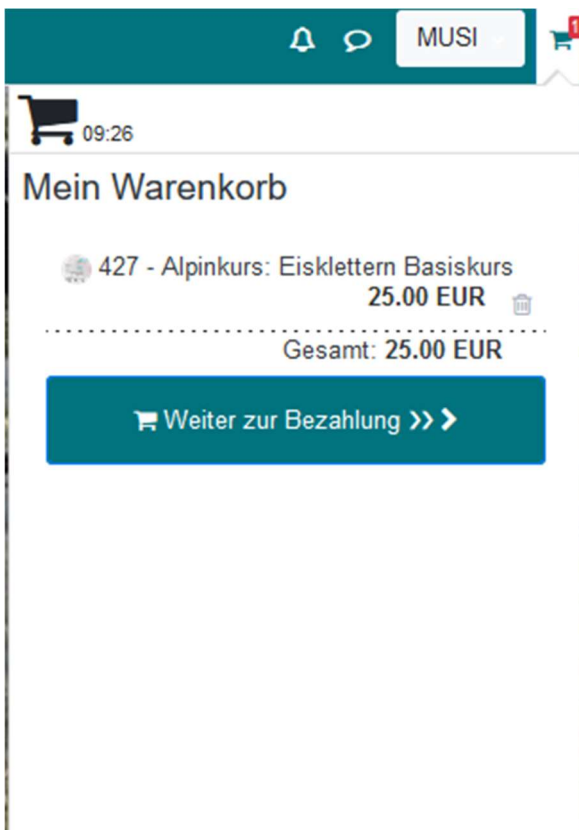 MUSI
1
09:26
Mein Warenkorb
427 - Alpinkurs: Eisklettern Basiskurs
25.00 EUR
Gesamt: 25.00 EUR
Weiter zur Bezahlung